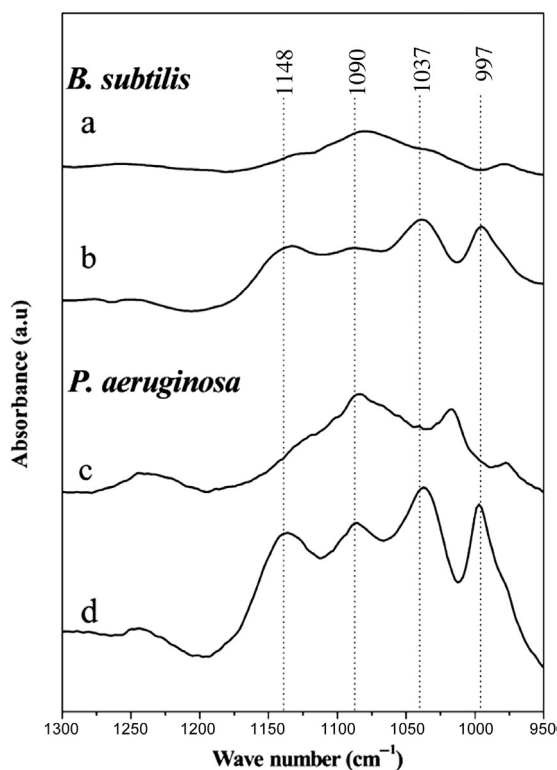 1148
1090
1037
997
B. subtilis
a
b
P. aeruginosa
c
d
Absorbance (a.u)
1300 1250 1200 1150 1100 1050 1000 950
Wave number (cm⁻¹)